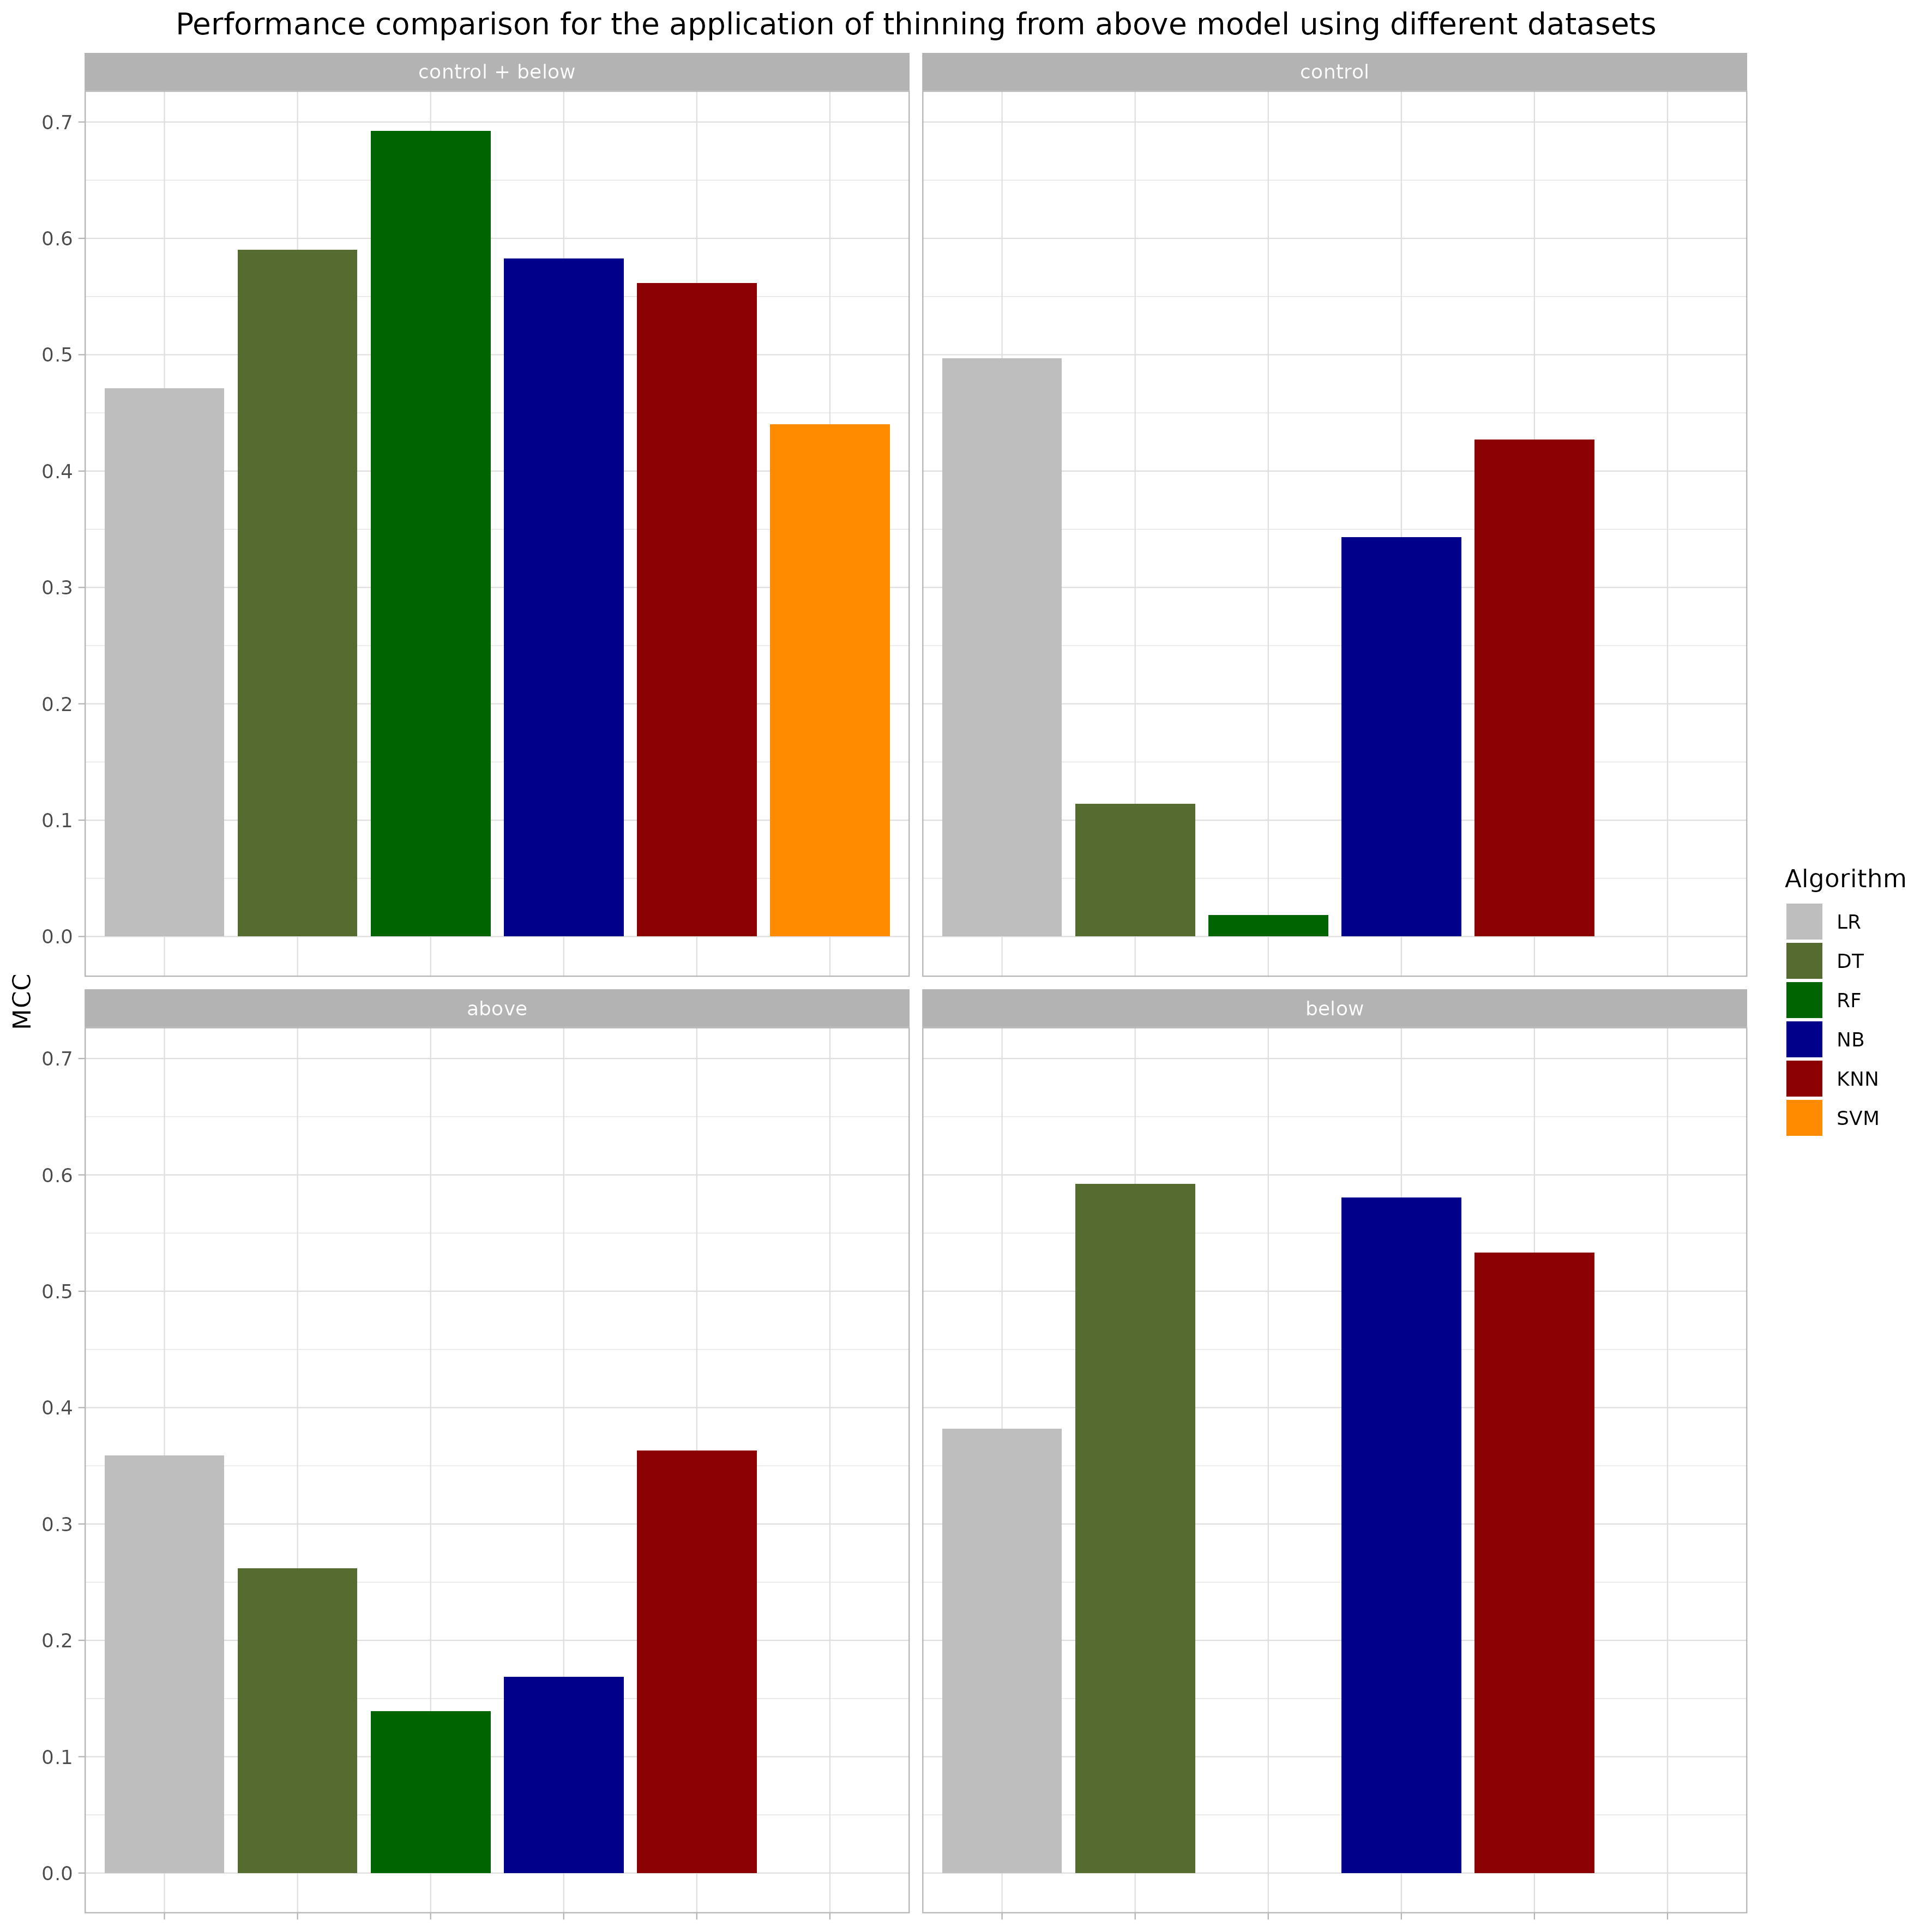 Performance comparison for the application of thinning from above model using different datasets
control + below
control
0.7
0.6
0.5
0.4
0.3
0.2
0.1
0.0
MCC
above
below
0.7
0.6
0.5
0.4
0.3
0.2
0.1
0.0
Algorithm
LR
DT
RF
NB
KNN
SVM